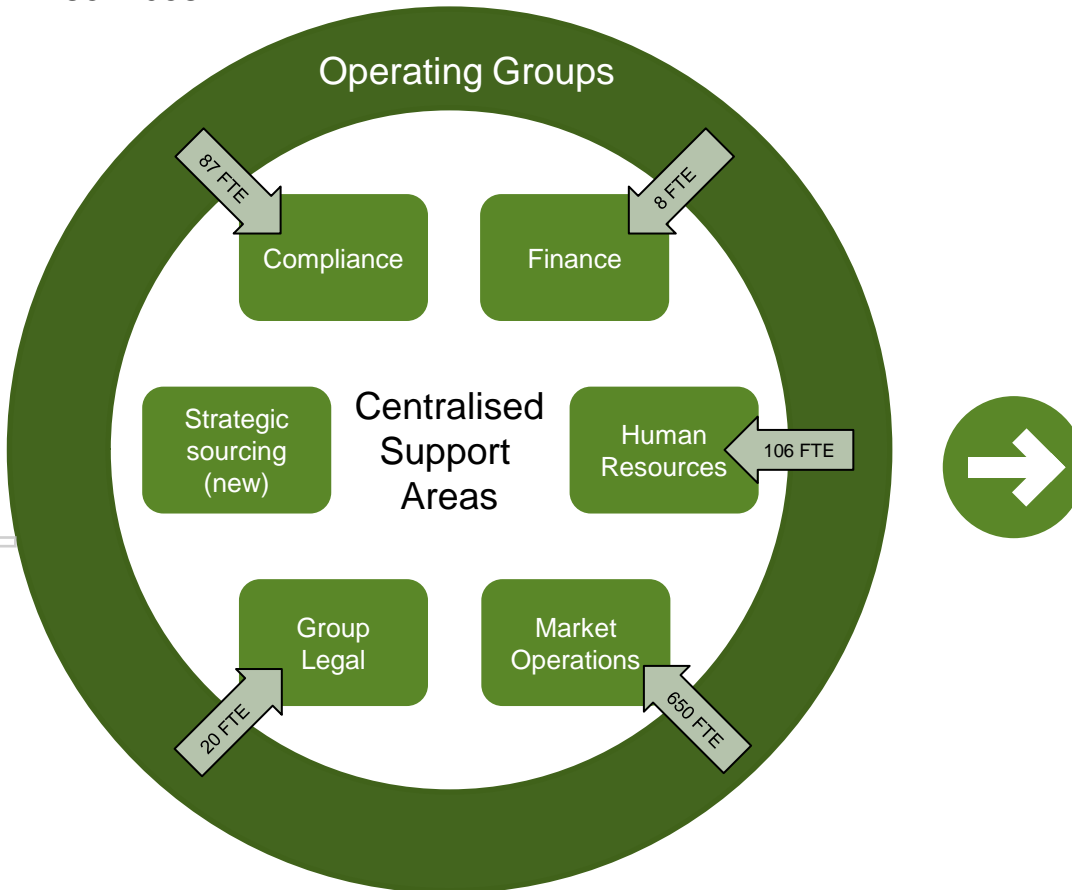 Operating Groups
87 FTE
8 FTE
Compliance
Finance
Strategic
sourcing
(new)
Centralised
Support
Areas
Human
Resources
106 FTE
Group
Legal
Market
Operations
20 FTE
650 FTE